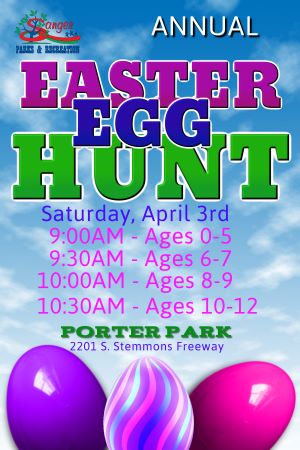 Sanger
PARKS & RECREATION
ANNUAL
EASTER
EGG
HUNT
Saturday, April 3rd
9:00AM - Ages 0-5
9:30AM - Ages 6-7
10:00AM - Ages 8-9
10:30AM - Ages 10-12
PORTER PARK
2201 S. Stemmons Freeway